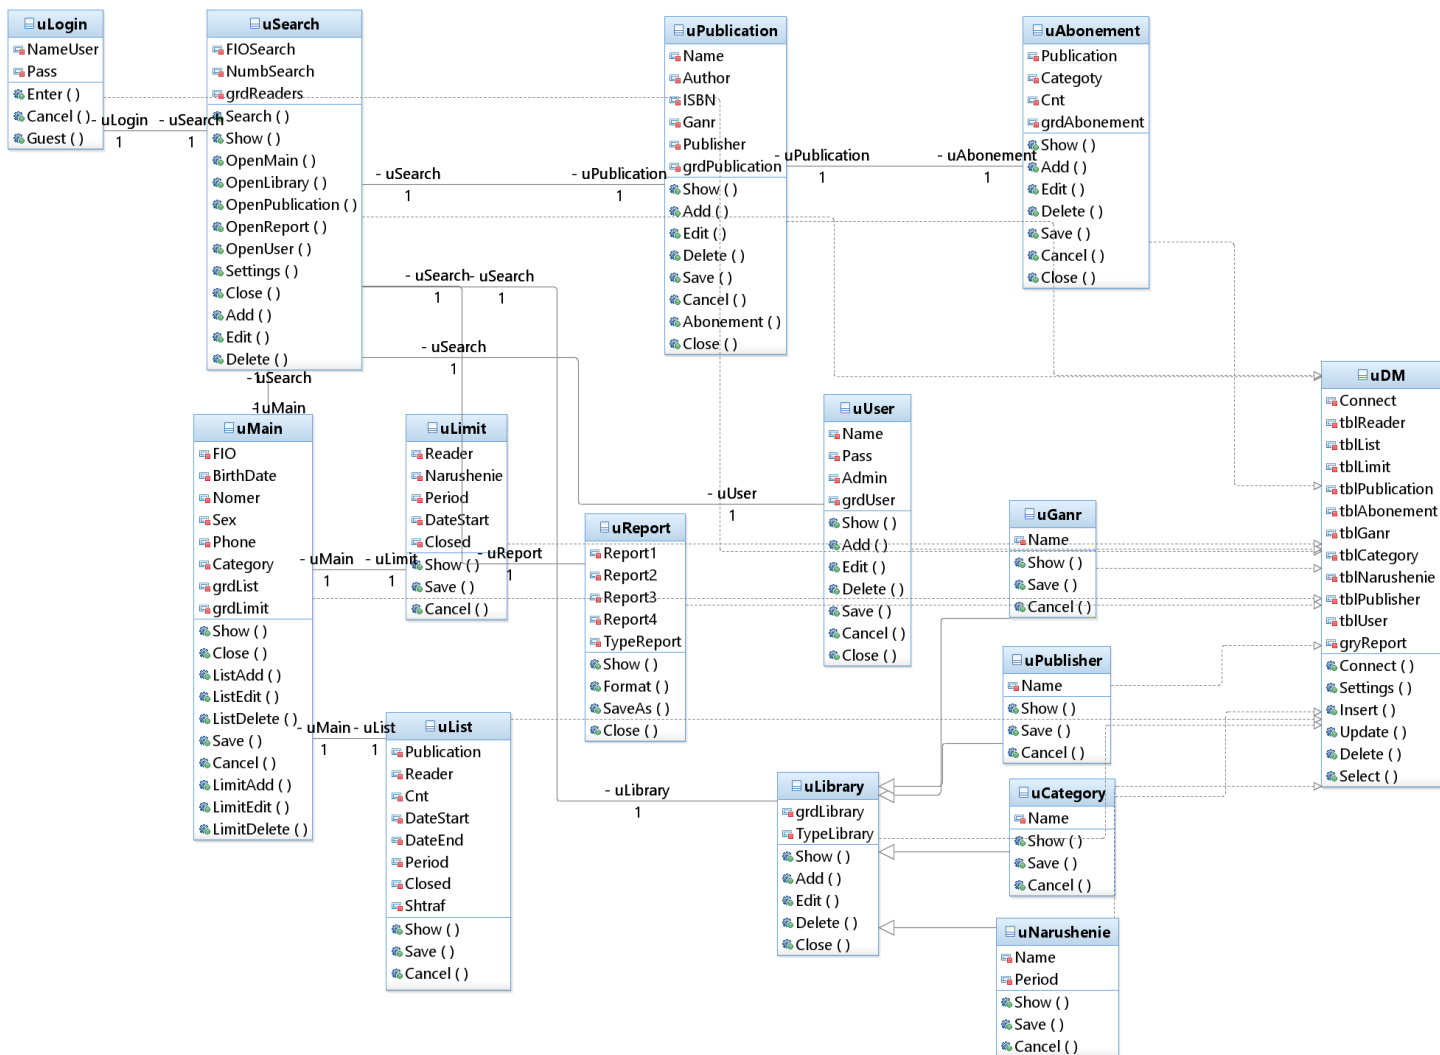 uLogin
NameUser
Pass
Enter ( )
Cancel ( )
Guest ( )
- uLogin
1
- uSearch
1
uSearch
FIOSearch
NumbSearch
grdReaders
Search ( )
Show ( )
OpenMain ( )
OpenLibrary ( )
OpenPublication ( )
OpenReport ( )
OpenUser ( )
Settings ( )
Close ( )
Add ( )
Edit ( )
Delete ( )
- uSearch
1
- uPublication
1
uPublication
Name
Author
ISBN
Ganr
Publisher
grdPublication
Show ( )
Add ( )
Edit ( )
Delete ( )
Save ( )
Cancel ( )
Abonement ( )
Close ( )
- uPublication
1
- uAbonement
1
uAbonement
Publication
Categoty
Cnt
grdAbonement
Show ( )
Add ( )
Edit ( )
Delete ( )
Save ( )
Cancel ( )
Close ( )
- uSearch
1
- uSearch
1
- uSearch
1
- uSearch
1
- uMain
1
uMain
FIO
BirthDate
Nomer
Sex
Phone
Category
grdList
grdLimit
Show ( )
Close ( )
ListAdd ( )
ListEdit ( )
ListDelete ( )
Save ( )
Cancel ( )
LimitAdd ( )
LimitEdit ( )
LimitDelete ( )
- uMain
1
- uLimit
1
uLimit
Reader
Narushenie
Period
DateStart
Closed
Show ( )
Save ( )
Cancel ( )
- uMain
1
- uList
1
uList
Publication
Reader
Cnt
DateStart
DateEnd
Period
Closed
Shtraf
Show ( )
Save ( )
Cancel ( )
- uReport
1
uReport
Report1
Report2
Report3
Report4
TypeReport
Show ( )
Format ( )
SaveAs ( )
Close ( )
- uUser
1
uUser
Name
Pass
Admin
grdUser
Show ( )
Add ( )
Edit ( )
Delete ( )
Save ( )
Cancel ( )
Close ( )
- uLibrary
1
uLibrary
grdLibrary
TypeLibrary
Show ( )
Add ( )
Edit ( )
Delete ( )
Close ( )
uGanr
Name
Show ( )
Save ( )
Cancel ( )
uPublisher
Name
Show ( )
Save ( )
Cancel ( )
uCategory
Name
Show ( )
Save ( )
Cancel ( )
uNarushenie
Name
Period
Show ( )
Save ( )
Cancel ( )
uDM
Connect
tblReader
tblList
tblLimit
tblPublication
tblAbonement
tblGanr
tblCategory
tblNarushenie
tblPublisher
tblUser
gryReport
Connect ( )
Settings ( )
Insert ( )
Update ( )
Delete ( )
Select ( )